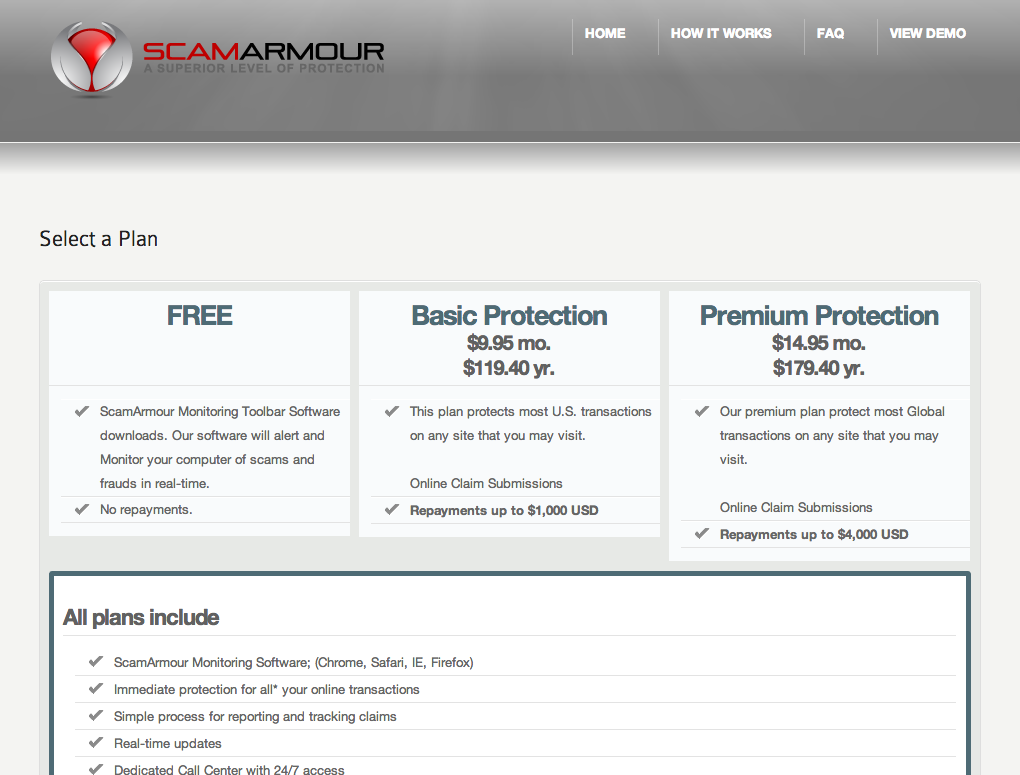 SCAMARMOUR
A SUPERIOR LEVEL OF PROTECTION
HOME
HOW IT WORKS
FAQ
VIEW DEMO
Select a Plan
FREE
ScamArmour Monitoring Toolbar Software
downloads. Our software will alert and
Monitor your computer of scams and
frauds in real-time.
No repayments.
Basic Protection
$9.95 mo.
$119.40 yr.
This plan protects most U.S. transactions
on any site that you may visit.
Online Claim Submissions
Repayments up to $1,000 USD
Premium Protection
$14.95 mo.
$179.40 yr.
Our premium plan protect most Global
transactions on any site that you may
visit.
Online Claim Submissions
Repayments up to $4,000 USD
All plans include
ScamArmour Monitoring Software; (Chrome, Safari, IE, Firefox)
Immediate protection for all* your online transactions
Simple process for reporting and tracking claims
Real-time updates
Dedicated Call Center with 24/7 access